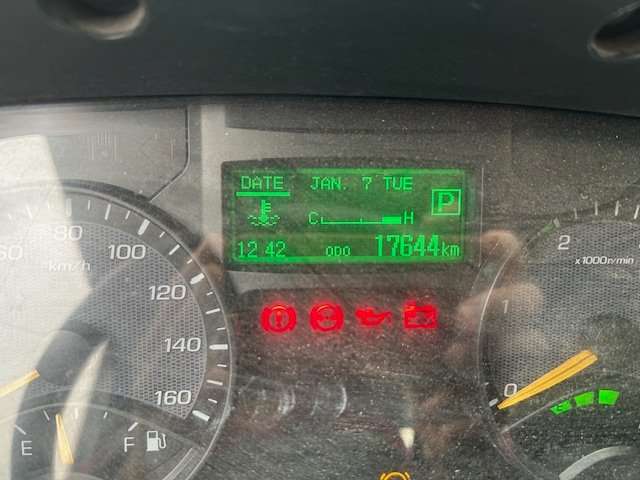 DATE JAN. 7 TUE
P
C H
12:42 ODO 17644km
80
100
120
140
160
km/h
E F
2
x1000r/min
1
0